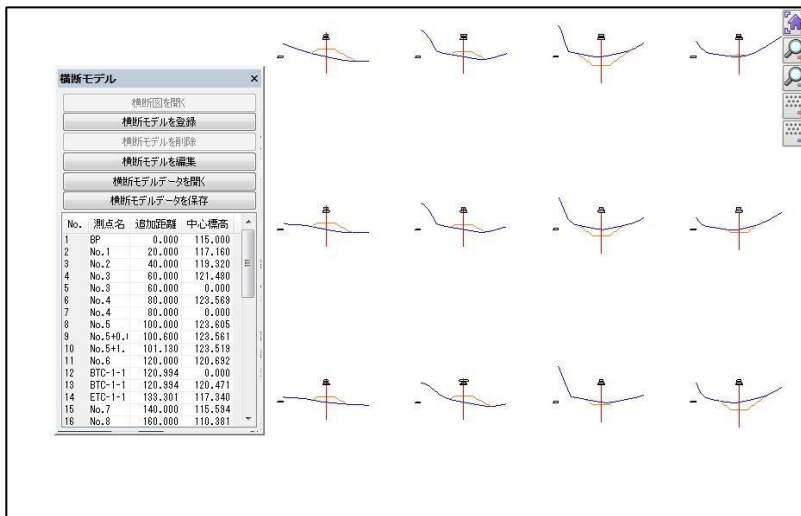 横断モデル ×
横断図を開く
横断モデルを登録
横断モデルを削除
横断モデルを編集
横断モデルデータを開く
横断モデルデータを保存
No. 測点名 追加距離 中心標高
1 BP 0.000 115.000
2 No.1 20.000 117.160
3 No.2 40.000 119.320
4 No.3 60.000 121.480
5 No.3 60.000 0.000
6 No.4 80.000 123.569
7 No.4 80.000 0.000
8 No.5 100.000 123.605
9 No.5+0.( 100.600 123.561
10 No.5+1. 101.130 123.519
11 No.6 120.000 120.692
12 BTC-1-1 120.994 0.000
13 BTC-1-1 120.994 120.471
14 ETC-1-1 133.301 117.340
15 No.7 140.000 115.594
16 No.8 160.000 110.381